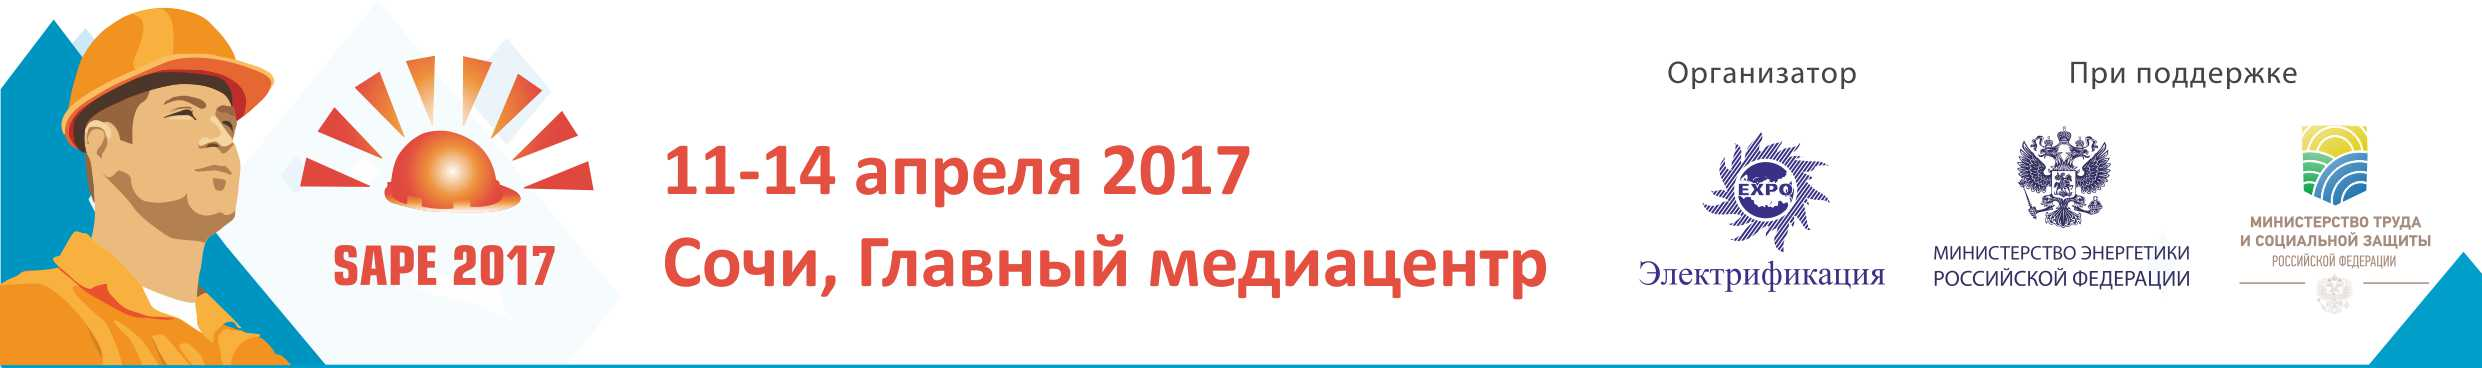 SAPE 2017
11-14 апреля 2017
Сочи, Главный медиацентр
Организатор
EXPO
Электрификация
При поддержке
МИНИСТЕРСТВО ЭНЕРГЕТИКИ
РОССИЙСКОЙ ФЕДЕРАЦИИ
МИНИСТЕРСТВО ТРУДА
И СОЦИАЛЬНОЙ ЗАЩИТЫ
РОССИЙСКОЙ ФЕДЕРАЦИИ